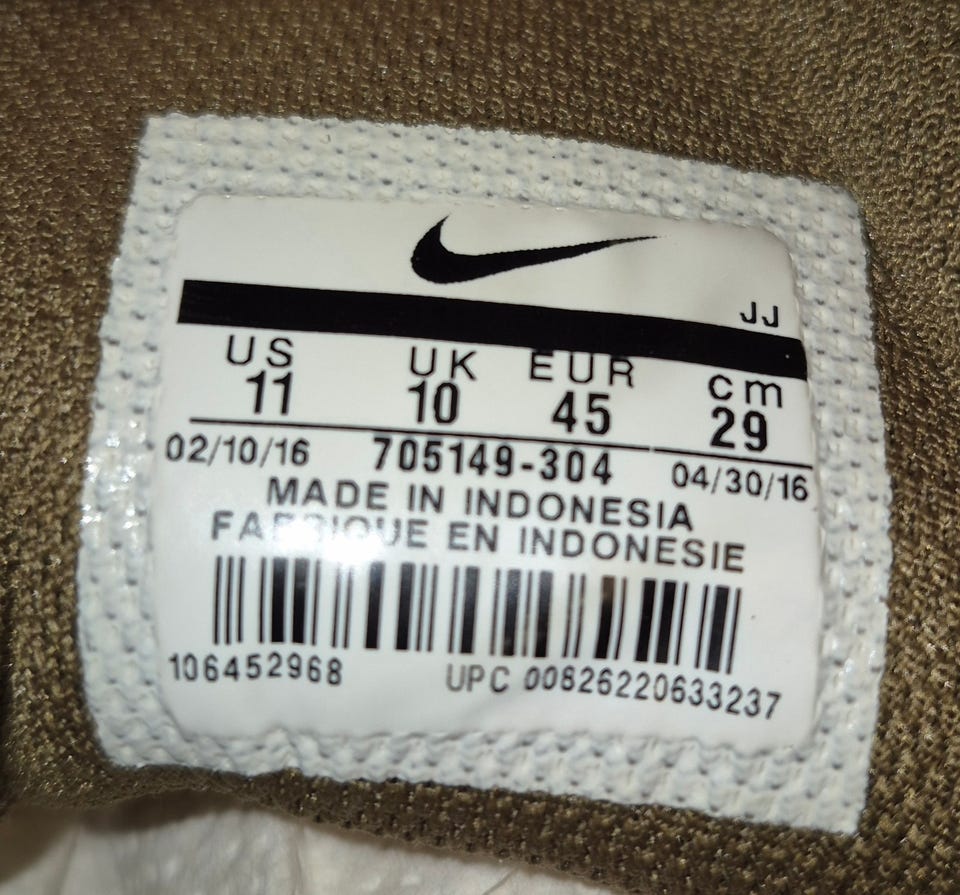 JJ
US UK EUR cm
11 10 45 29
02/10/16 705149-304 04/30/16
MADE IN INDONESIA
FABRIQUE EN INDONESIE
106452968 UPC 00826220633237